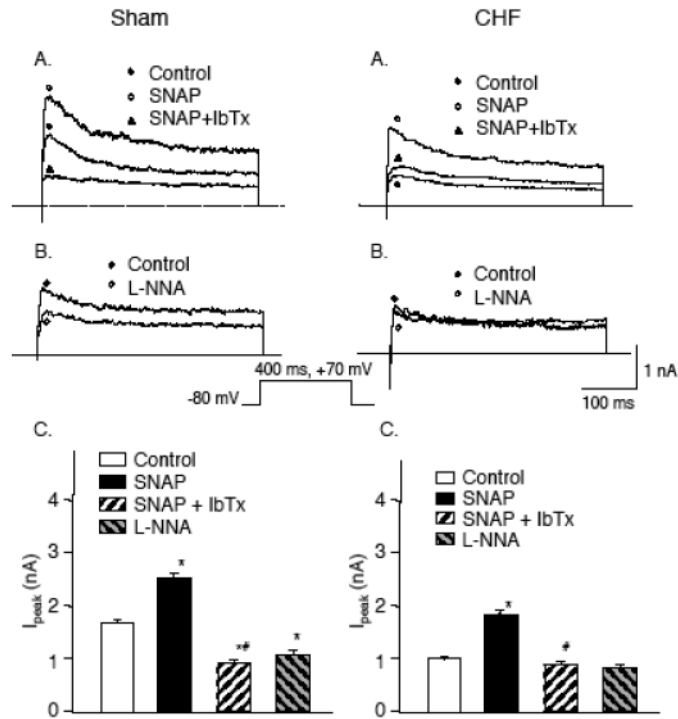 Sham
CHF
A.
Control
SNAP
SNAP+IbTx
A.
Control
SNAP
SNAP+IbTx
B.
Control
L-NNA
B.
Control
L-NNA
400 ms, +70 mV
-80 mV
1 nA
100 ms
C.
Control
SNAP
SNAP + IbTx
L-NNA
Ipeak (nA)
4
3
2
1
0
*
*#
*
C.
Control
SNAP
SNAP + IbTx
L-NNA
Ipeak (nA)
4
3
2
1
0
*
#